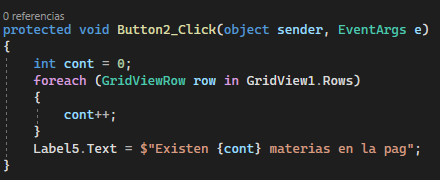 0 referencias
protected void Button2_Click(object sender, EventArgs e)
{
int cont = 0;
foreach (GridViewRow row in GridView1.Rows)
{
cont++;
}
Label5.Text = $"Existen {cont} materias en la pag";
}